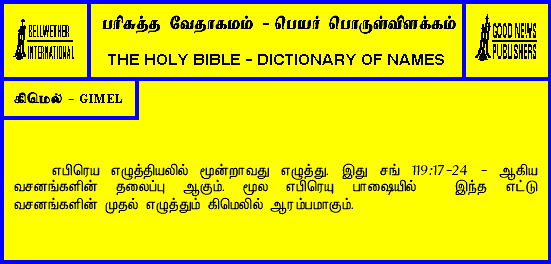 BELLWETHER
INTERNATIONAL
பரிசுத்த வேதாகமம் - பெயர் பொருள்விளக்கம்
THE HOLY BIBLE - DICTIONARY OF NAMES
GOOD NEWS
PUBLISHERS
கிமெல் - GIMEL
எபிரெய எழுத்தியலில் மூன்றாவது எழுத்து. இது சங் 119:17-24 - ஆகிய
வசனங்களின் தலைப்பு ஆகும். மூல எபிரெயு பாஷையில் இந்த எட்டு
வசனங்களின் முதல் எழுத்தும் கிமெலில் ஆரம்பமாகும்.